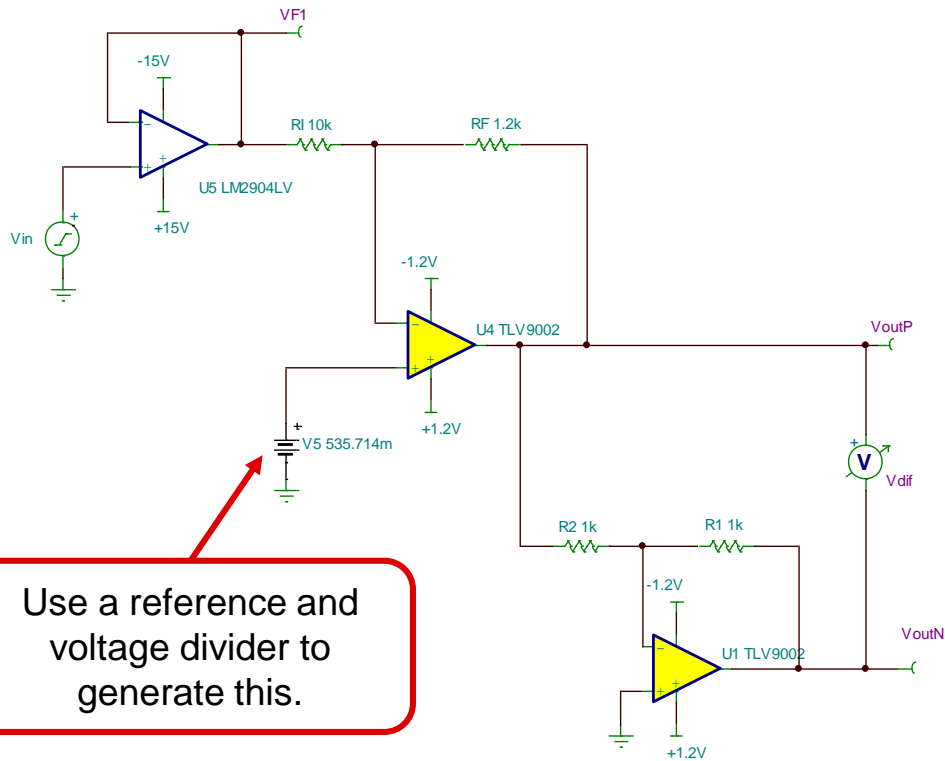 VF1
-15V
RI 10k
RF 1.2k
U5 LM2904LV
+15V
Vin
-1.2V
U4 TLV9002
VoutP
+1.2V
V5 535.714m
V
Vdif
R2 1k
R1 1k
-1.2V
Use a reference and
voltage divider to
generate this.
VoutN
U1 TLV9002
+1.2V